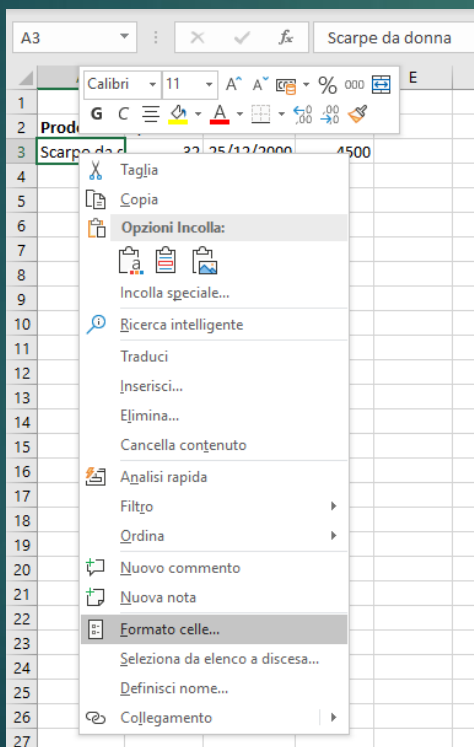 A3 fx Scarpe da donna
Calibri 11 A A % 000
G C A ,00 ,00
E
1
2 Prod
3 Scarpe da d 32 25/12/2000 4500
4
5
6
7
8
9
10
11
12
13
14
15
16
17
18
19
20
21
22
23
24
25
26
27
Taglia
Copia
Opzioni Incolla:
a
Incolla speciale...
Ricerca intelligente
Traduci
Inserisci...
Elimina...
Cancella contenuto
Analisi rapida
Filtro
Ordina
Nuovo commento
Nuova nota
Formato celle...
Seleziona da elenco a discesa...
Definisci nome...
Collegamento